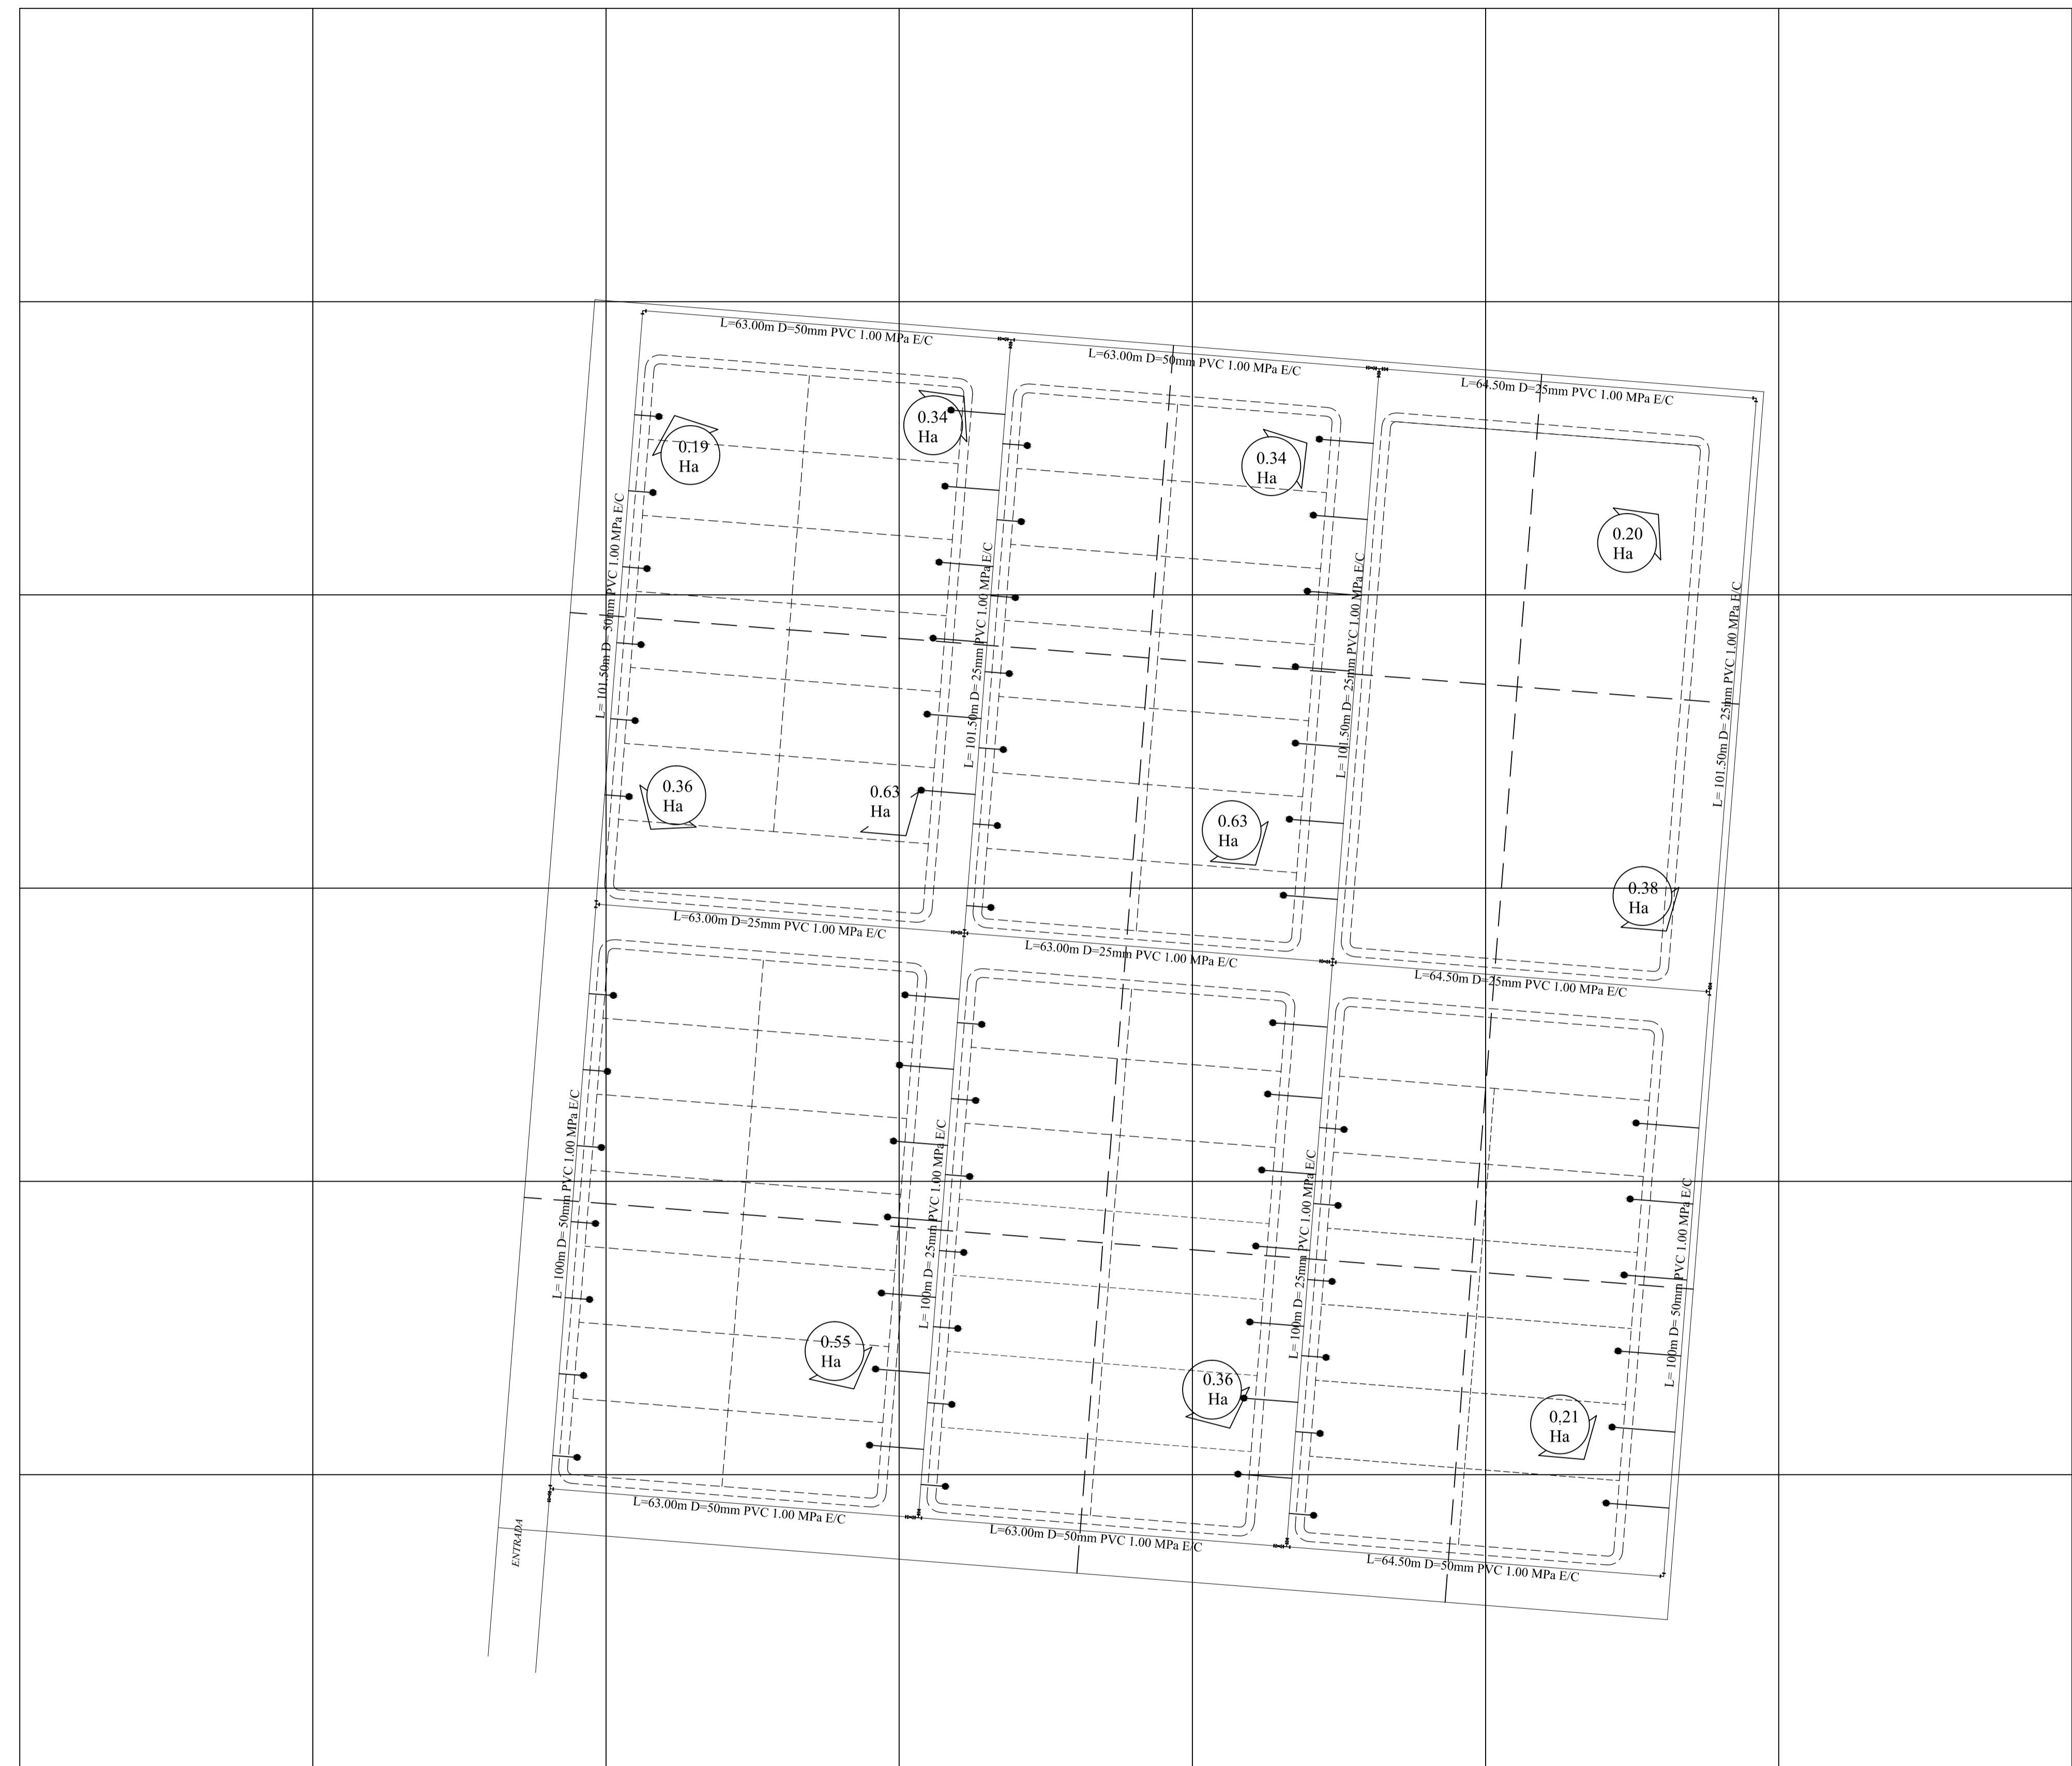 L=63.00m D=50mm PVC 1.00 MPa E/C
L=63.00m D=50mm PVC 1.00 MPa E/C
L=64.50m D=25mm PVC 1.00 MPa E/C
0.19
Ha
0.34
Ha
0.34
Ha
0.20
Ha
L= 101.50m D= 50mm PVC 1.00 MPa E/C
L= 101.50m D= 25mm PVC 1.00 MPa E/C
L= 101.50m D= 25mm PVC 1.00 MPa E/C
L= 101.50m D= 25mm PVC 1.00 MPa E/C
0.36
Ha
0.63
Ha
0.63
Ha
0.38
Ha
L=63.00m D=25mm PVC 1.00 MPa E/C
L=63.00m D=25mm PVC 1.00 MPa E/C
L=64.50m D=25mm PVC 1.00 MPa E/C
L= 100m D= 50mm PVC 1.00 MPa E/C
L= 100m D= 25mm PVC 1.00 MPa E/C
L= 100m D= 25mm PVC 1.00 MPa E/C
L= 100m D= 50mm PVC 1.00 MPa E/C
0.55
Ha
0.36
Ha
0,21
Ha
L=63.00m D=50mm PVC 1.00 MPa E/C
L=63.00m D=50mm PVC 1.00 MPa E/C
L=64.50m D=50mm PVC 1.00 MPa E/C
ENTRADA